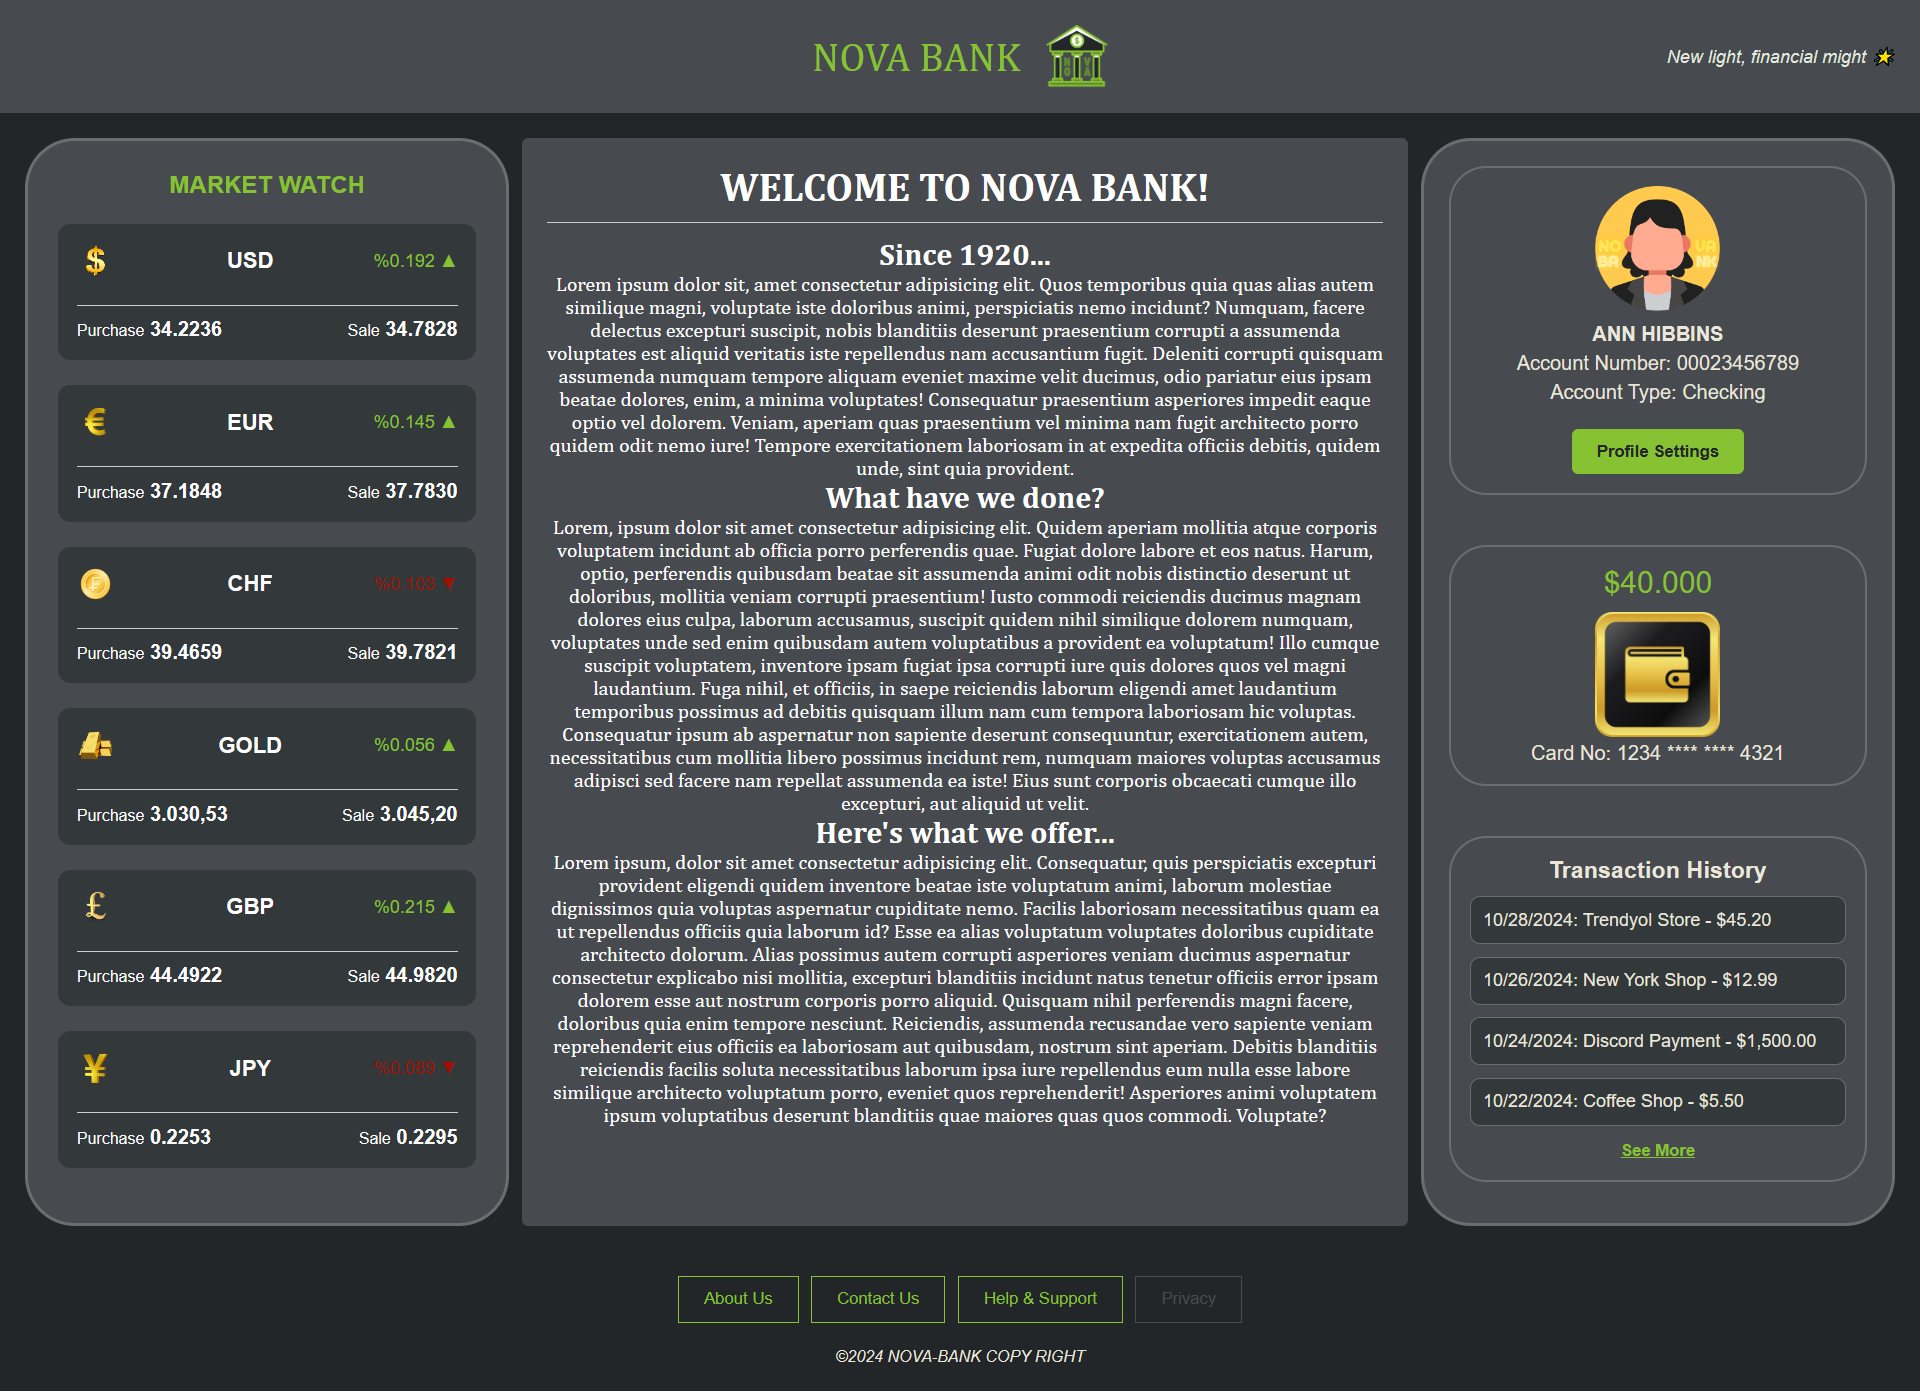 NOVA BANK
New light, financial might
MARKET WATCH
USD %0.192 ▲
Purchase 34.2236 Sale 34.7828
EUR %0.145 ▲
Purchase 37.1848 Sale 37.7830
CHF %0.103 ▼
Purchase 39.4659 Sale 39.7821
GOLD %0.056 ▲
Purchase 3.030,53 Sale 3.045,20
GBP %0.215 ▲
Purchase 44.4922 Sale 44.9820
JPY %0.089 ▼
Purchase 0.2253 Sale 0.2295
WELCOME TO NOVA BANK!
Since 1920...
Lorem ipsum dolor sit, amet consectetur adipisicing elit. Quos temporibus quia quas alias autem
similique magni, voluptate iste doloribus animi, perspiciatis nemo incidunt? Numquam, facere
delectus excepturi suscipit, nobis blanditiis deserunt praesentium corrupti a assumenda
voluptates est aliquid veritatis iste repellendus nam accusantium fugit. Deleniti corrupti quisquam
assumenda numquam tempore aliquam eveniet maxime velit ducimus, odio pariatur eius ipsam
beatae dolores, enim, a minima voluptates! Consequatur praesentium asperiores impedit eaque
optio vel dolorem. Veniam, aperiam quas praesentium vel minima nam fugit architecto porro
quidem odit nemo iure! Tempore exercitationem laboriosam in at expedita officiis debitis, quidem
unde, sint quia provident.
What have we done?
Lorem, ipsum dolor sit amet consectetur adipisicing elit. Quidem aperiam mollitia atque corporis
voluptatem incidunt ab officia porro perferendis quae. Fugiat dolore labore et eos natus. Harum,
optio, perferendis quibusdam beatae sit assumenda animi odit nobis distinctio deserunt ut
doloribus, mollitia veniam corrupti praesentium! Iusto commodi reiciendis ducimus magnam
dolores eius culpa, laborum accusamus, suscipit quidem nihil similique dolorem numquam,
voluptates unde sed enim quibusdam autem voluptatibus a provident ea voluptatum! Illo cumque
suscipit voluptatem, inventore ipsam fugiat ipsa corrupti iure quis dolores quos vel magni
laudantium. Fuga nihil, et officiis, in saepe reiciendis laborum eligendi amet laudantium
temporibus possimus ad debitis quisquam illum nam cum tempora laboriosam hic voluptas.
Consequatur ipsum ab aspernatur non sapiente deserunt consequuntur, exercitationem autem,
necessitatibus cum mollitia libero possimus incidunt rem, numquam maiores voluptas accusamus
adipisci sed facere nam repellat assumenda ea iste! Eius sunt corporis obcaecati cumque illo
excepturi, aut aliquid ut velit.
Here's what we offer...
Lorem ipsum, dolor sit amet consectetur adipisicing elit. Consequatur, quis perspiciatis excepturi
provident eligendi quidem inventore beatae iste voluptatum animi, laborum molestiae
dignissimos quia voluptas aspernatur cupiditate nemo. Facilis laboriosam necessitatibus quam ea
ut repellendus officiis quia laborum id? Esse ea alias voluptatum voluptates doloribus cupiditate
architecto dolorum. Alias possimus autem corrupti asperiores veniam ducimus aspernatur
consectetur explicabo nisi mollitia, excepturi blanditiis incidunt natus tenetur officiis error ipsam
dolorem esse aut nostrum corporis porro aliquid. Quisquam nihil perferendis magni facere,
doloribus quia enim tempore nesciunt. Reiciendis, assumenda recusandae vero sapiente veniam
reprehenderit eius officiis ea laboriosam aut quibusdam, nostrum sint aperiam. Debitis blanditiis
reiciendis facilis soluta necessitatibus laborum ipsa iure repellendus eum nulla esse labore
similique architecto voluptatum porro, eveniet quos reprehenderit! Asperiores animi voluptatem
ipsum voluptatibus deserunt blanditiis quae maiores quas quos commodi. Voluptate?
NO VA
BA NK
ANN HIBBINS
Account Number: 00023456789
Account Type: Checking
Profile Settings
$40.000
Card No: 1234 **** **** 4321
Transaction History
10/28/2024: Trendyol Store - $45.20
10/26/2024: New York Shop - $12.99
10/24/2024: Discord Payment - $1,500.00
10/22/2024: Coffee Shop - $5.50
See More
About Us
Contact Us
Help & Support
Privacy
©2024 NOVA-BANK COPY RIGHT